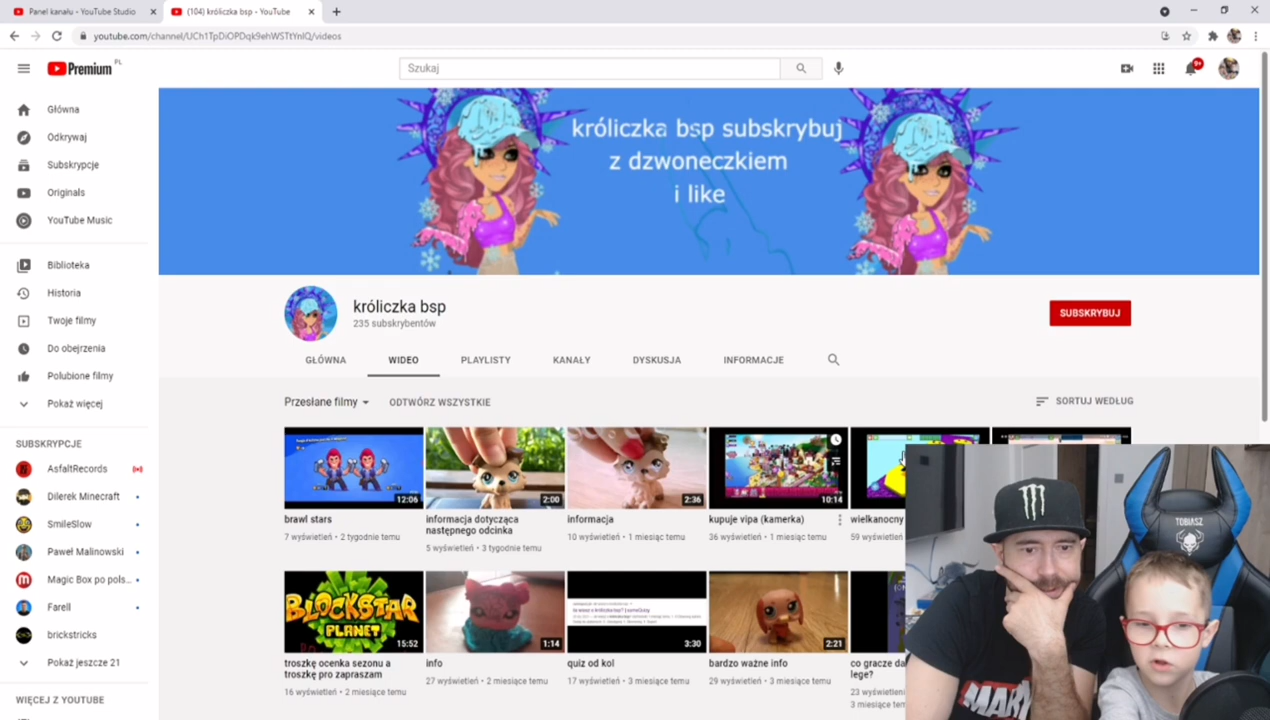 Panel kanału - YouTube Studio
(104) króliczka bsp - YouTube
youtube.com/channel/UCh1TpDiOPDqk9ehWSTtYnIQ/videos
Premium PL
Szukaj
9+
Główna
Odkrywaj
Subskrypcje
Originals
YouTube Music
Biblioteka
Historia
Twoje filmy
Do obejrzenia
Polubione filmy
Pokaż więcej
SUBSKRYPCJE
AsfaltRecords
Dilerek Minecraft
SmileSlow
Paweł Malinowski
Magic Box po pols...
Farell
brickstricks
Pokaż jeszcze 21
WIĘCEJ Z YOUTUBE
króliczka bsp subskrybuj
z dzwoneczkiem
i like
króliczka bsp
235 subskrybentów
SUBSKRYBUJ
GŁÓWNA WIDEO PLAYLISTY KANAŁY DYSKUSJA INFORMACJE
Przesłane filmy ODTWÓRZ WSZYSTKIE SORTUJ WEDŁUG
12:06
brawl stars
7 wyświetleń • 2 tygodnie temu
2:00
informacja dotycząca
następnego odcinka
5 wyświetleń • 3 tygodnie temu
2:36
informacja
10 wyświetleń • 1 miesiąc temu
10:14
kupuje vipa (kamerka)
36 wyświetleń • 1 miesiąc temu
wielkanocny
59 wyświetleń
BLOCKSTAR
PLANET
15:52
troszkę ocenka sezonu a
troszkę pro zapraszam
16 wyświetleń • 2 miesiące temu
1:14
info
27 wyświetleń • 2 miesiące temu
3:30
quiz od kol
17 wyświetleń • 3 miesiące temu
2:21
bardzo ważne info
29 wyświetleń • 3 miesiące temu
co gracze da
lege?
23 wyświetleń
3 miesiące tem
TOBIASZ